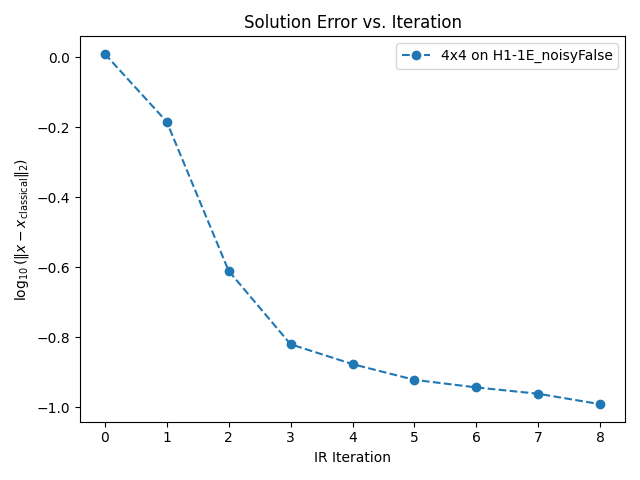 Solution Error vs. Iteration
4x4 on H1-1E_noisyFalse
log₁₀(‖x − x_classical‖₂)
0.0
−0.2
−0.4
−0.6
−0.8
−1.0
0 1 2 3 4 5 6 7 8
IR Iteration